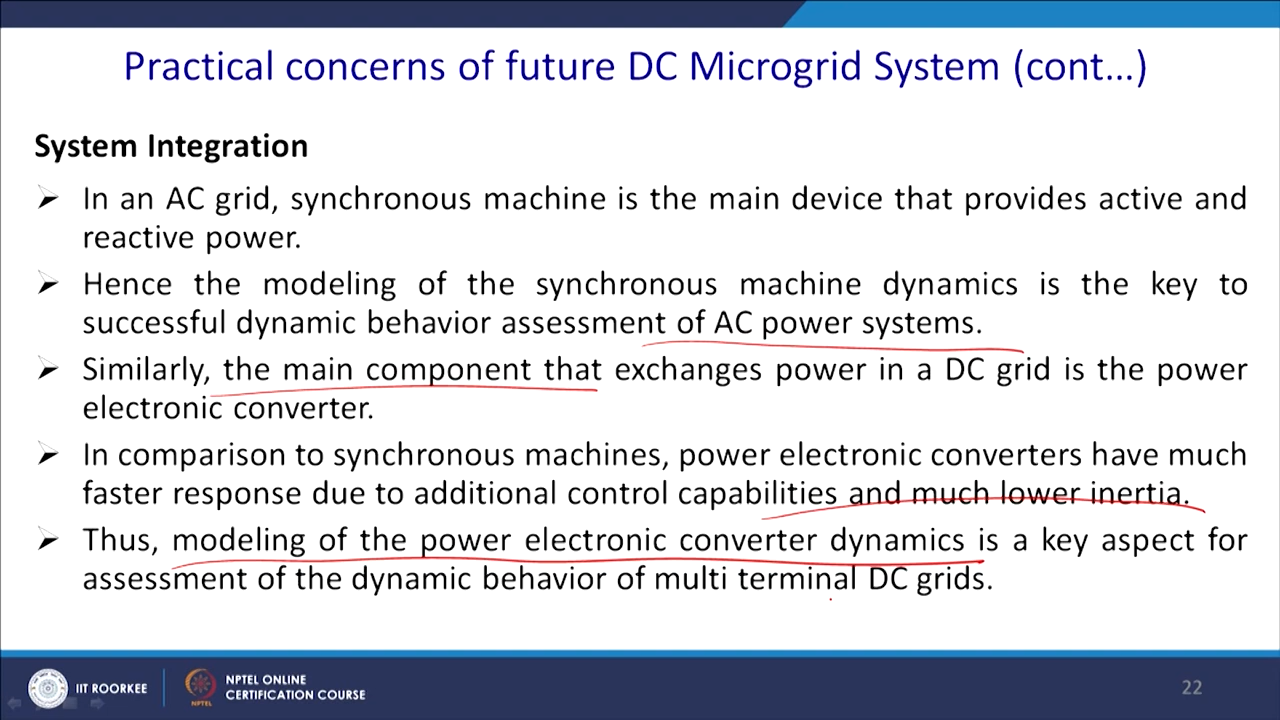 Practical concerns of future DC Microgrid System (cont...)
System Integration
➢ In an AC grid, synchronous machine is the main device that provides active and
reactive power.
➢ Hence the modeling of the synchronous machine dynamics is the key to
successful dynamic behavior assessment of AC power systems.
➢ Similarly, the main component that exchanges power in a DC grid is the power
electronic converter.
➢ In comparison to synchronous machines, power electronic converters have much
faster response due to additional control capabilities and much lower inertia.
➢ Thus, modeling of the power electronic converter dynamics is a key aspect for
assessment of the dynamic behavior of multi terminal DC grids.
IIT ROORKEE
NPTEL
NPTEL ONLINE
CERTIFICATION COURSE
22